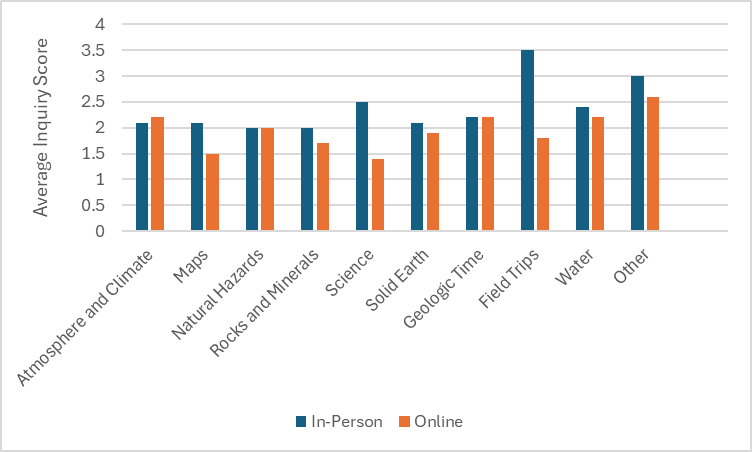 Average Inquiry Score
4
3.5
3
2.5
2
1.5
1
0.5
0
Atmosphere and Climate
Maps
Natural Hazards
Rocks and Minerals
Science
Solid Earth
Geologic Time
Field Trips
Water
Other
In-Person
Online